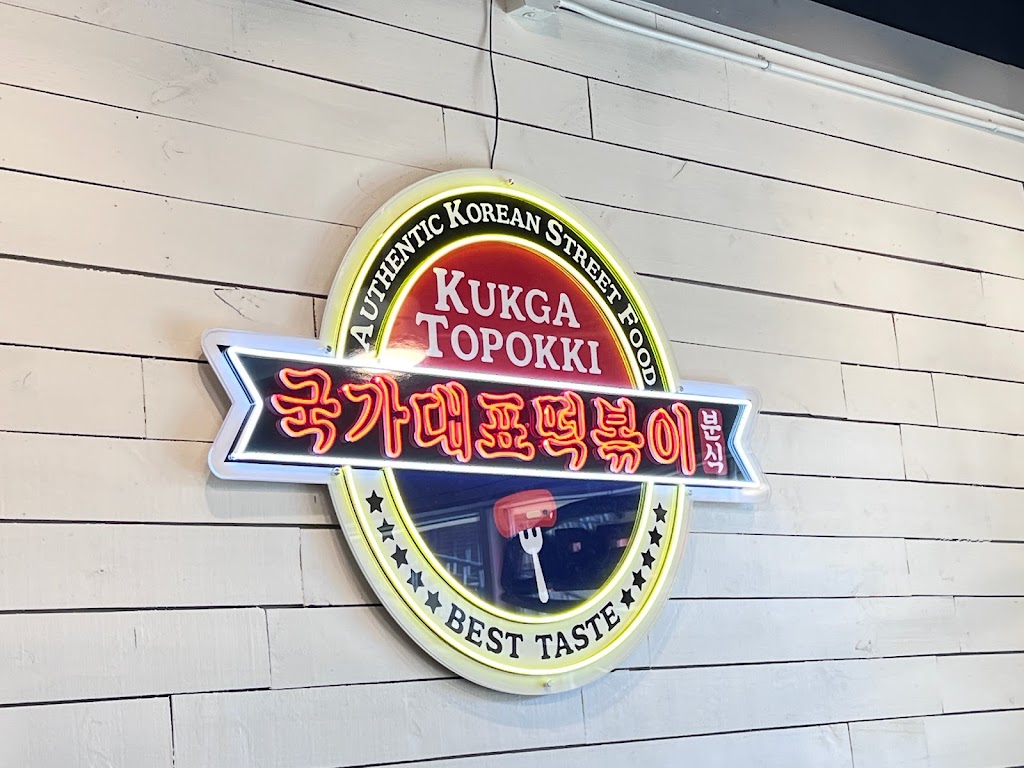 AUTHENTIC KOREAN STREET FOOD
KUKGA
TOPOKKI
국가대표떡볶이
분식
BEST TASTE